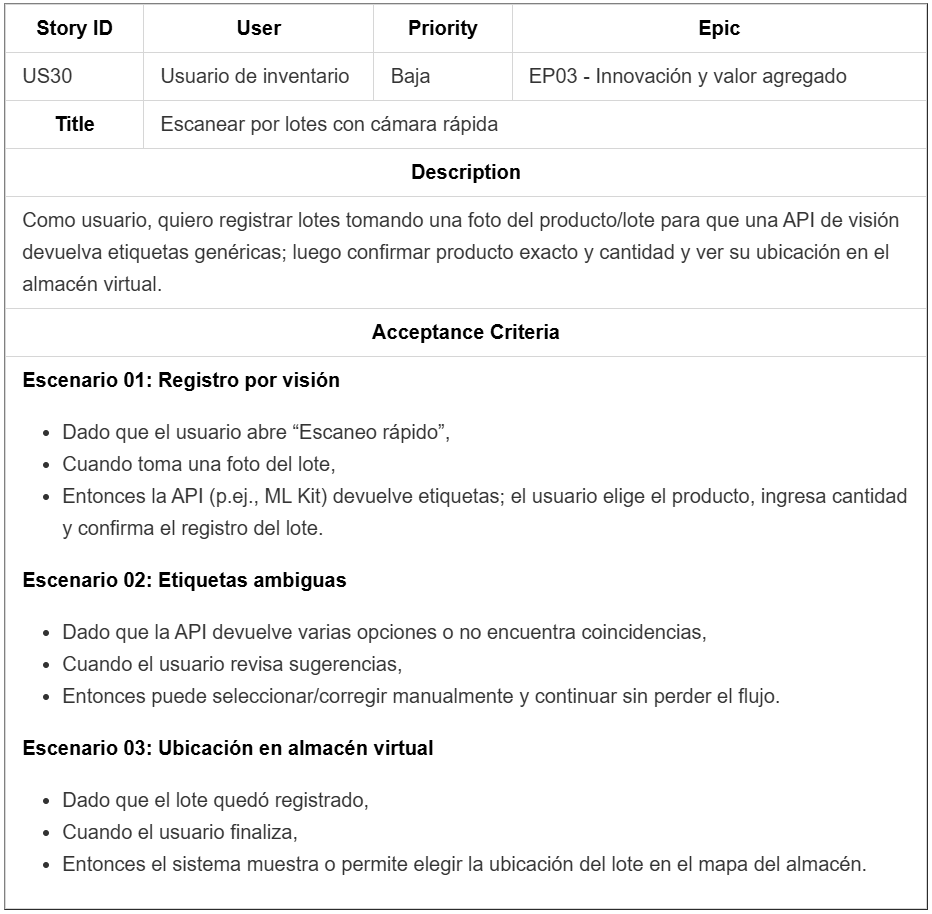 Story ID User Priority Epic
US30 Usuario de inventario Baja EP03 - Innovación y valor agregado
Title Escanear por lotes con cámara rápida
Description
Como usuario, quiero registrar lotes tomando una foto del producto/lote para que una API de visión
devuelva etiquetas genéricas; luego confirmar producto exacto y cantidad y ver su ubicación en el
almacén virtual.
Acceptance Criteria
Escenario 01: Registro por visión
• Dado que el usuario abre “Escaneo rápido”,
• Cuando toma una foto del lote,
• Entonces la API (p.ej., ML Kit) devuelve etiquetas; el usuario elige el producto, ingresa cantidad
y confirma el registro del lote.
Escenario 02: Etiquetas ambiguas
• Dado que la API devuelve varias opciones o no encuentra coincidencias,
• Cuando el usuario revisa sugerencias,
• Entonces puede seleccionar/corregir manualmente y continuar sin perder el flujo.
Escenario 03: Ubicación en almacén virtual
• Dado que el lote quedó registrado,
• Cuando el usuario finaliza,
• Entonces el sistema muestra o permite elegir la ubicación del lote en el mapa del almacén.